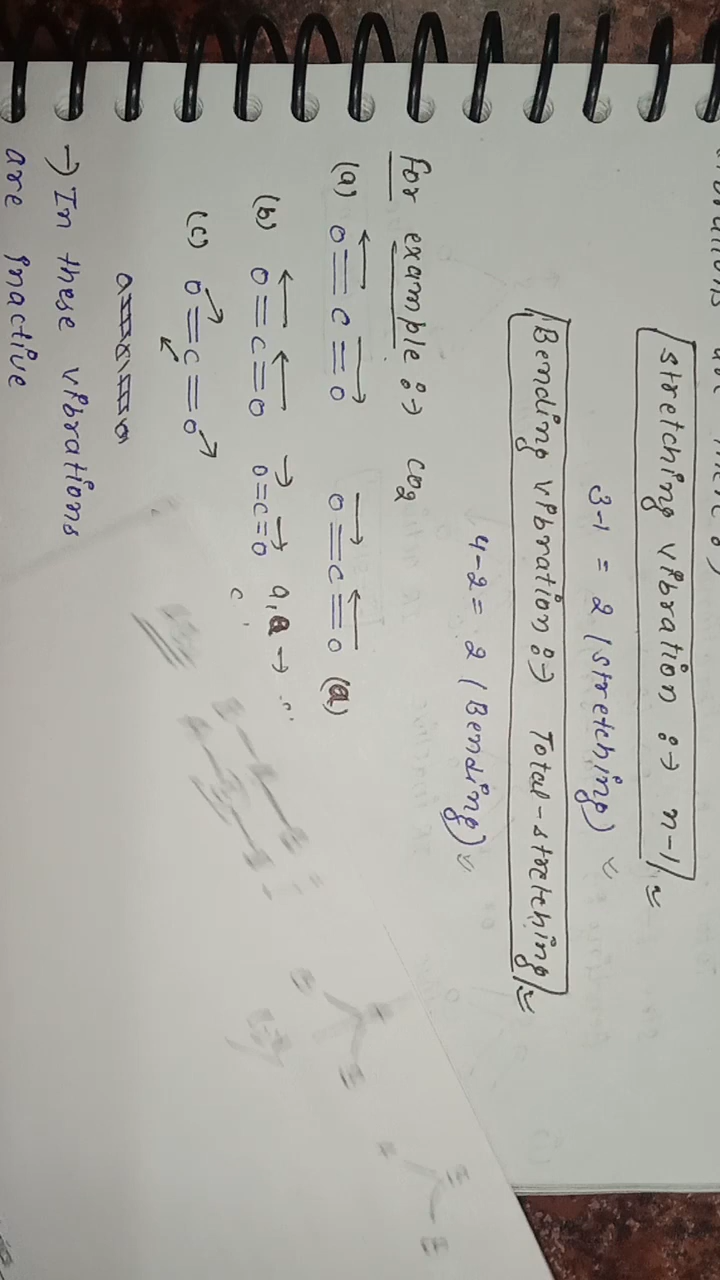 stretching vibration :→ n-1
3-1 = 2 (stretching)
Bending vibration :→ Total-stretching
4-2 = 2 (Bending)
for example :→ CO2
(a) O=C=O O=C=O (a)
(b) O=C=O O=C=O
(c) O=C=O
→ In these vibrations
are inactive